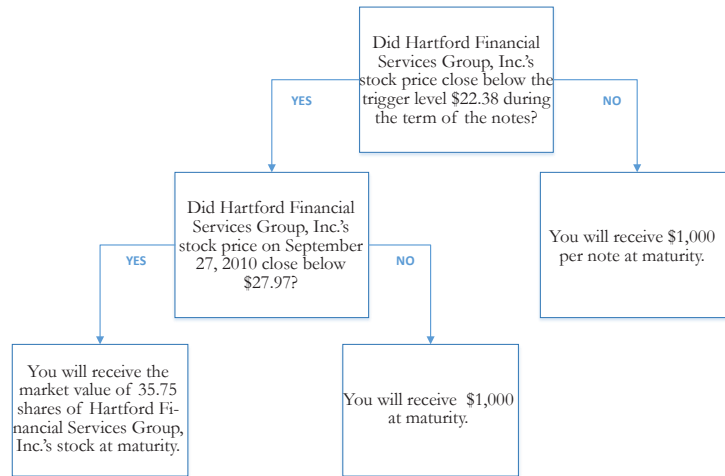 Did Hartford Financial
Services Group, Inc.'s
stock price close below the
trigger level $22.38 during
the term of the notes?
YES
NO
Did Hartford Financial
Services Group, Inc.'s
stock price on September
27, 2010 close below
$27.97?
You will receive $1,000
per note at maturity.
YES
NO
You will receive the
market value of 35.75
shares of Hartford Fi-
nancial Services Group,
Inc.'s stock at maturity.
You will receive $1,000
at maturity.